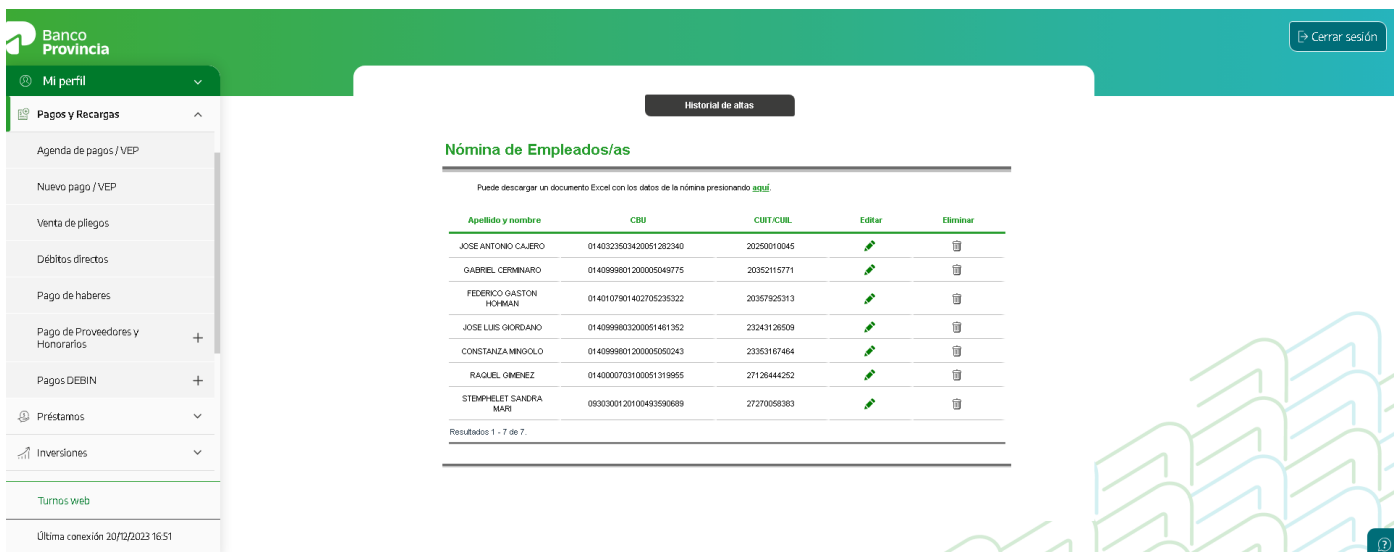 Banco
Provincia
Cerrar sesión
Mi perfil
Pagos y Recargas
Agenda de pagos / VEP
Nuevo pago / VEP
Venta de pliegos
Débitos directos
Pago de haberes
Pago de Proveedores y
Honorarios
Pagos DEBIN
Préstamos
Inversiones
Turnos web
Última conexión 20/12/2023 16:51
Historial de altas
Nómina de Empleados/as
Puede descargar un documento Excel con los datos de la nómina presionando aquí.
Apellido y nombre CBU CUIT/CUIL Editar Eliminar
JOSE ANTONIO CAJERO 0140323503420051282340 20250010045
GABRIEL CERMINARO 0140999801200005049775 20352115771
FEDERICO GASTON
HOHMAN 0140107901402705235322 20357925313
JOSE LUIS GIORDANO 0140999803200051461352 23243126509
CONSTANZA MINGOLO 0140999801200005050243 23353167464
RAQUEL GIMENEZ 0140000703100051319955 27126444252
STEMPHELET SANDRA
MARI 0930300120100493590689 27270058383
Resultados 1 - 7 de 7.